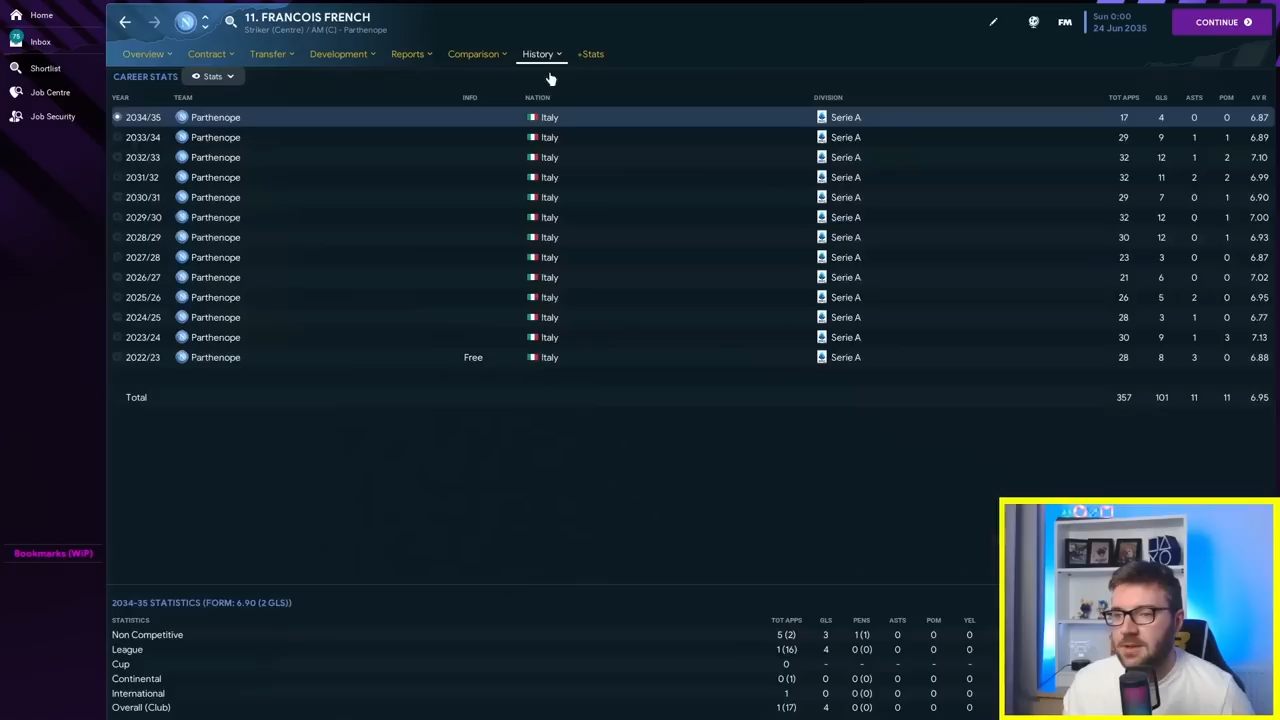 Home
75
Inbox
Shortlist
Job Centre
Job Security
Bookmarks (WiP)
11. FRANCOIS FRENCH
Striker (Centre) / AM (C) - Parthenope
FM
Sun 0:00
24 Jun 2035
CONTINUE
Overview Contract Transfer Development Reports Comparison History +Stats
CAREER STATS Stats
YEAR TEAM INFO NATION DIVISION TOT APPS GLS ASTS POM AV R
2034/35 Parthenope Italy Serie A 17 4 0 0 6.87
2033/34 Parthenope Italy Serie A 29 9 1 1 6.89
2032/33 Parthenope Italy Serie A 32 12 1 2 7.10
2031/32 Parthenope Italy Serie A 32 11 2 2 6.99
2030/31 Parthenope Italy Serie A 29 7 0 1 6.90
2029/30 Parthenope Italy Serie A 32 12 0 1 7.00
2028/29 Parthenope Italy Serie A 30 12 0 1 6.93
2027/28 Parthenope Italy Serie A 23 3 0 0 6.87
2026/27 Parthenope Italy Serie A 21 6 0 0 7.02
2025/26 Parthenope Italy Serie A 26 5 2 0 6.95
2024/25 Parthenope Italy Serie A 28 3 1 0 6.77
2023/24 Parthenope Italy Serie A 30 9 1 3 7.13
2022/23 Parthenope Free Italy Serie A 28 8 3 0 6.88
Total 357 101 11 11 6.95
2034-35 STATISTICS (FORM: 6.90 (2 GLS))
STATISTICS TOT APPS GLS PENS ASTS POM YEL
Non Competitive 5 (2) 3 1 (1) 0 0 0
League 1 (16) 4 0 (0) 0 0 0
Cup 0 - - - - -
Continental 0 (1) 0 0 (0) 0 0 0
International 1 0 0 (0) 0 0 0
Overall (Club) 1 (17) 4 0 (0) 0 0 0